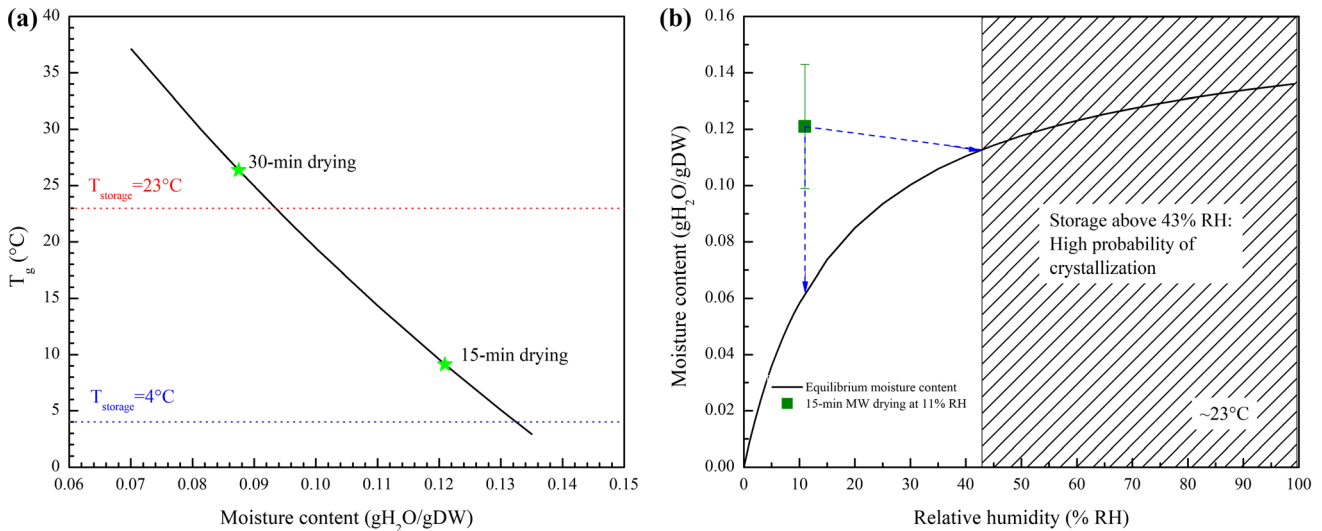 (a)
40
35
30
25
20
15
10
5
0
T_g (°C)
30-min drying
T_storage=23°C
15-min drying
T_storage=4°C
0.06 0.07 0.08 0.09 0.10 0.11 0.12 0.13 0.14 0.15
Moisture content (gH₂O/gDW)
(b)
0.16
0.14
0.12
0.10
0.08
0.06
0.04
0.02
0.00
Moisture content (gH₂O/gDW)
Storage above 43% RH:
High probability of
crystallization
Equilibrium moisture content
15-min MW drying at 11% RH
~23°C
0 10 20 30 40 50 60 70 80 90 100
Relative humidity (% RH)